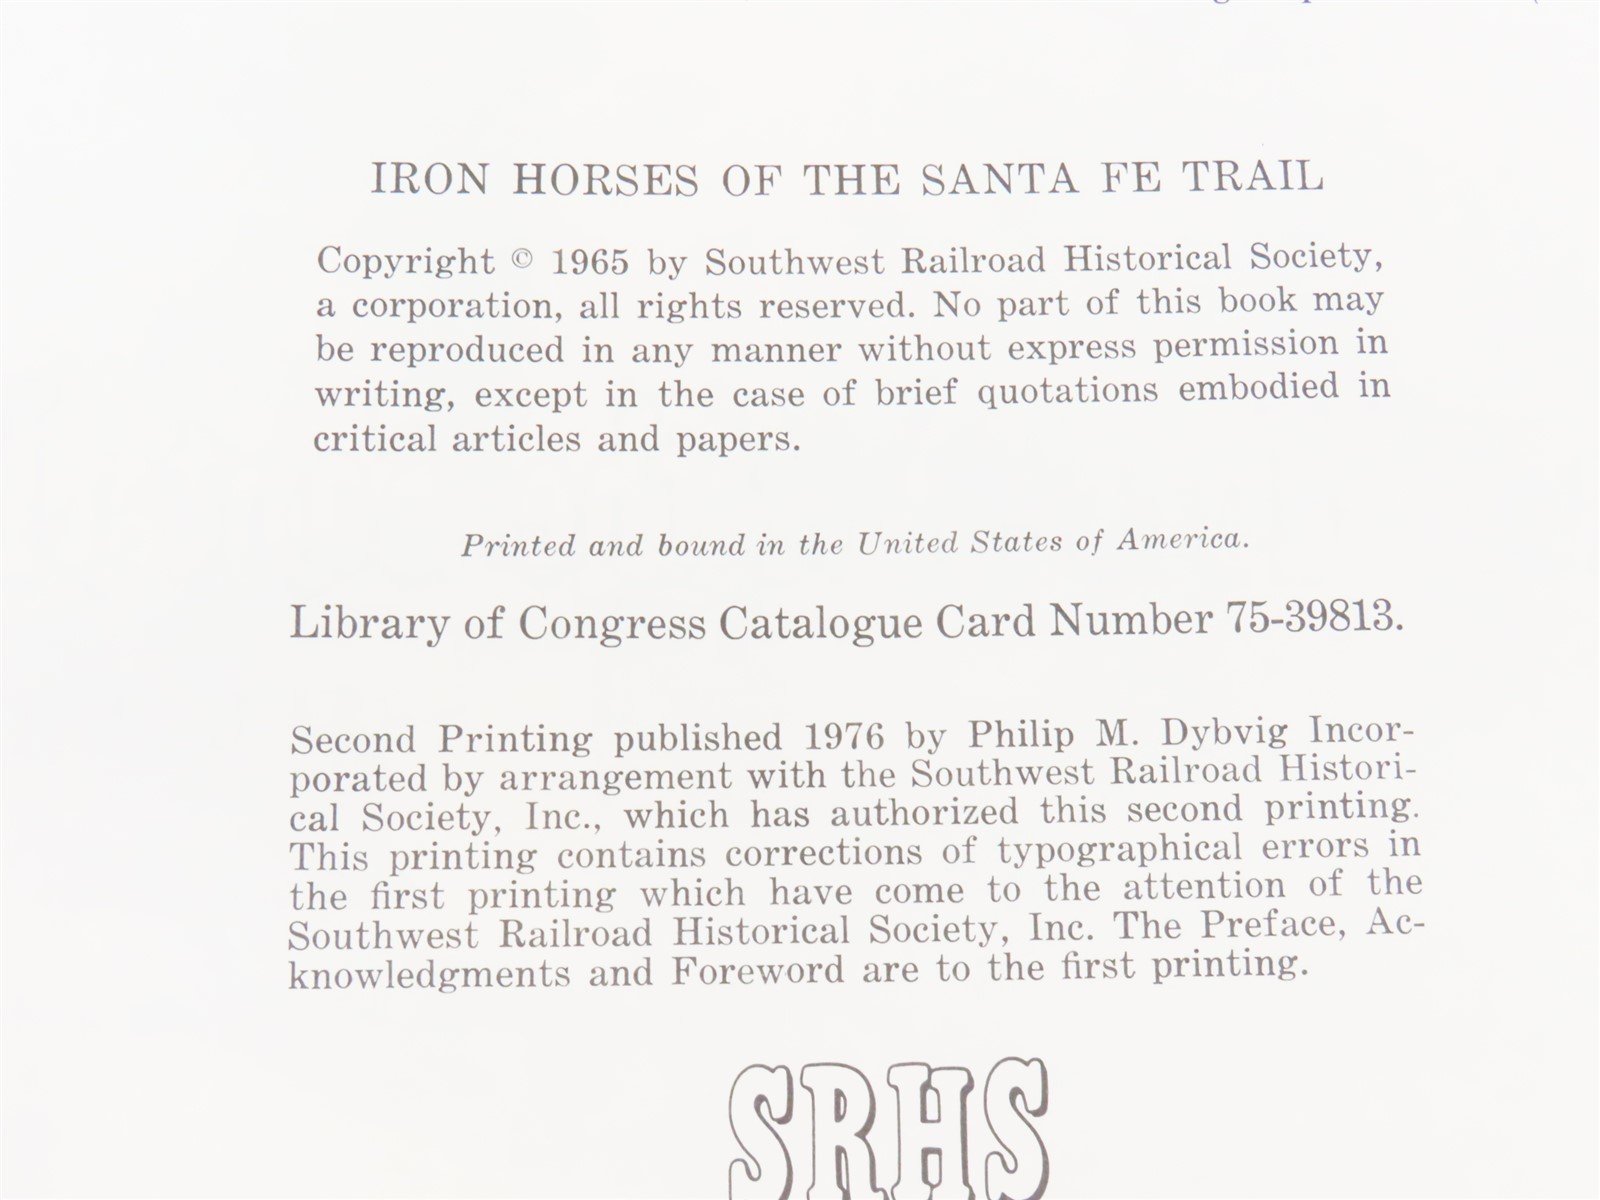 IRON HORSES OF THE SANTA FE TRAIL
Copyright © 1965 by Southwest Railroad Historical Society,
a corporation, all rights reserved. No part of this book may
be reproduced in any manner without express permission in
writing, except in the case of brief quotations embodied in
critical articles and papers.
Printed and bound in the United States of America.
Library of Congress Catalogue Card Number 75-39813.
Second Printing published 1976 by Philip M. Dybvig Incor-
porated by arrangement with the Southwest Railroad Histori-
cal Society, Inc., which has authorized this second printing.
This printing contains corrections of typographical errors in
the first printing which have come to the attention of the
Southwest Railroad Historical Society, Inc. The Preface, Ac-
knowledgments and Foreword are to the first printing.
SRHS